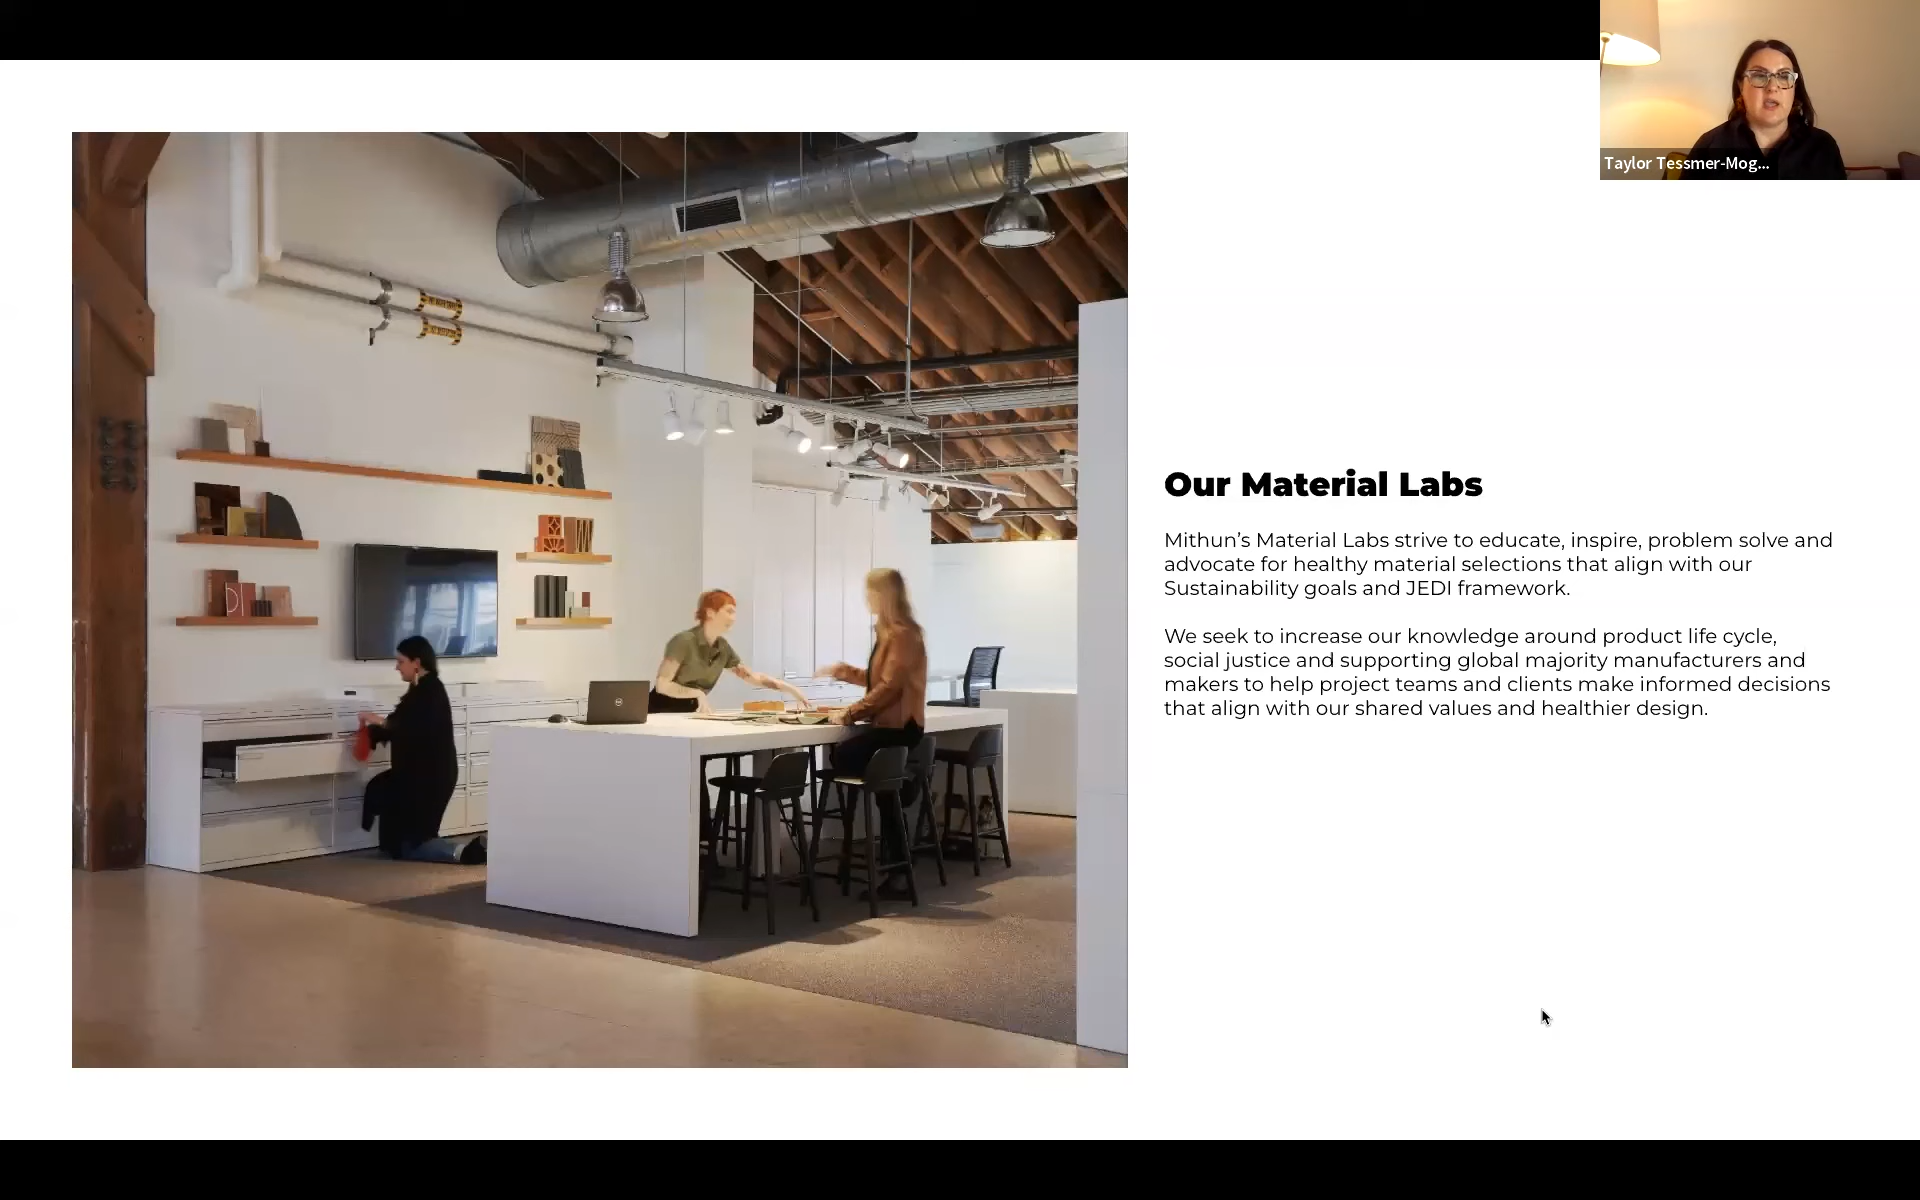 Taylor Tessmer-Mog...
Our Material Labs
Mithun’s Material Labs strive to educate, inspire, problem solve and
advocate for healthy material selections that align with our
Sustainability goals and JEDI framework.
We seek to increase our knowledge around product life cycle,
social justice and supporting global majority manufacturers and
makers to help project teams and clients make informed decisions
that align with our shared values and healthier design.